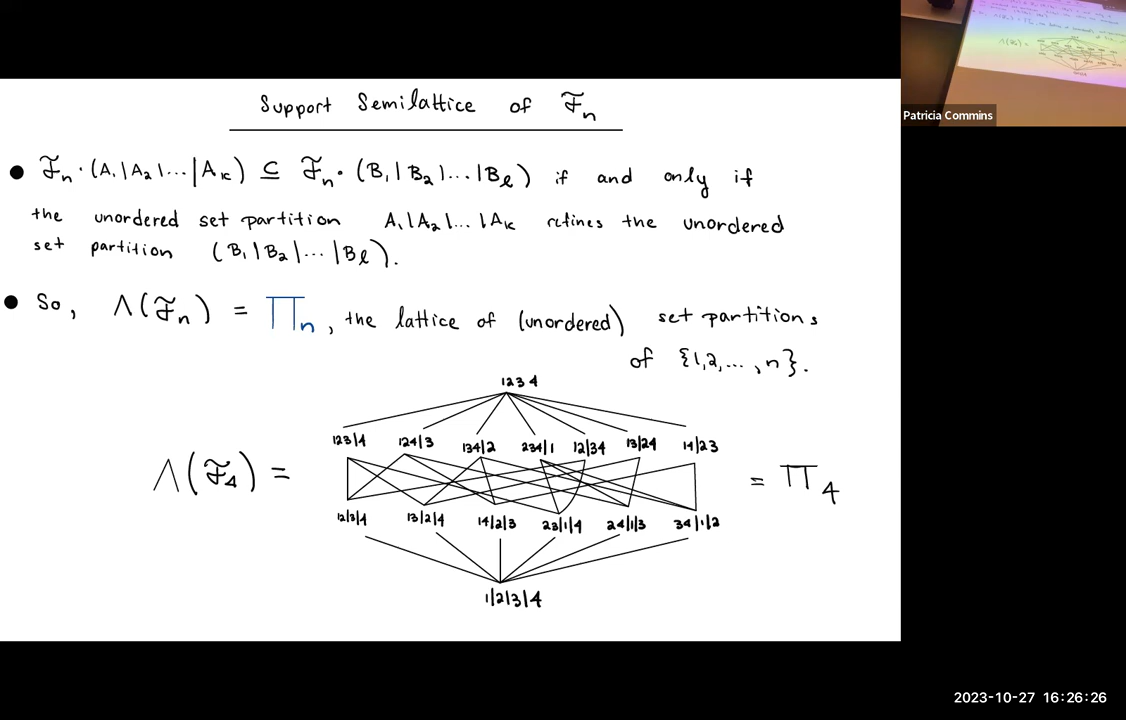 Support Semilattice of ℱₙ
● ℱₙ · (A₁|A₂|...|Aₖ) ⊆ ℱₙ · (B₁|B₂|...|Bℓ) if and only if
the unordered set partition A₁|A₂|...|Aₖ refines the unordered
set partition (B₁|B₂|...|Bℓ).
● So, Λ(ℱₙ) = Πₙ, the lattice of (unordered) set partitions
of {1,2,...,n}.
1234
123|4 124|3 134|2 234|1 12|34 13|24 14|23
Λ(ℱ₄) = = Π₄
12|3|4 13|2|4 14|2|3 23|1|4 24|1|3 34|1|2
1|2|3|4
Patricia Commins
2023-10-27 16:26:26